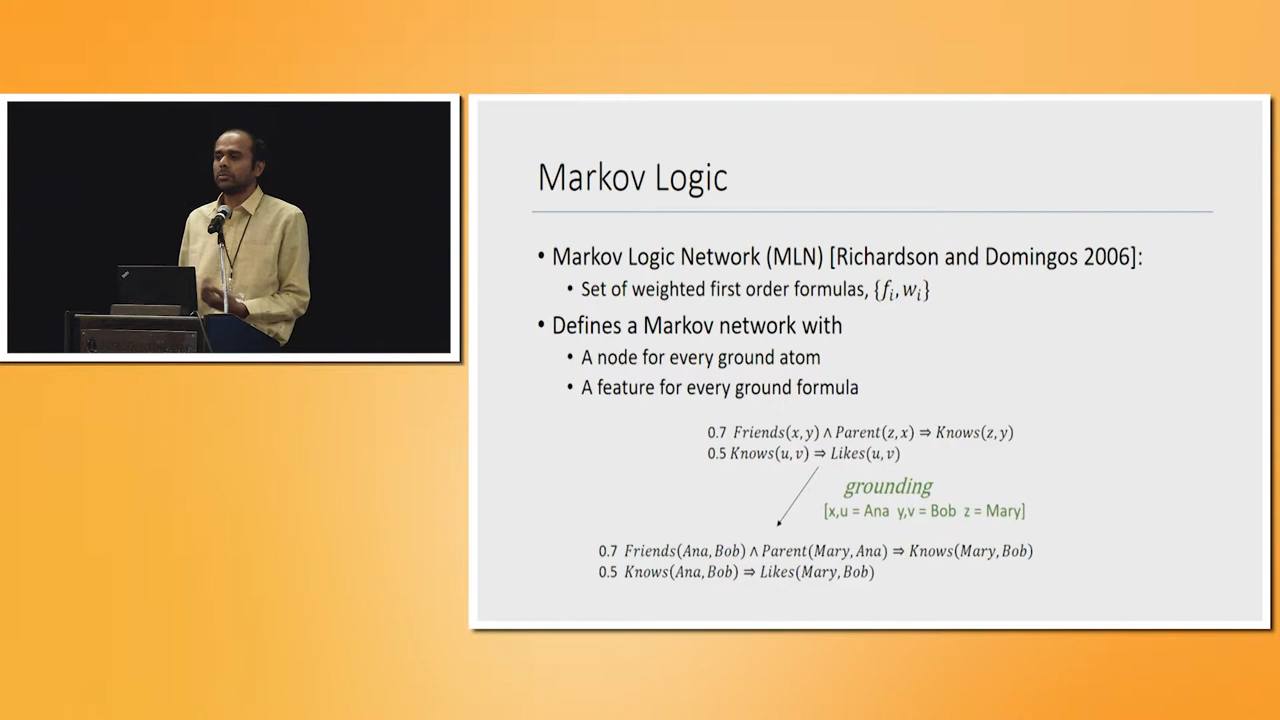 Markov Logic
• Markov Logic Network (MLN) [Richardson and Domingos 2006]:
• Set of weighted first order formulas, {fᵢ, wᵢ}
• Defines a Markov network with
• A node for every ground atom
• A feature for every ground formula
0.7 Friends(x, y) ∧ Parent(z, x) ⇒ Knows(z, y)
0.5 Knows(u, v) ⇒ Likes(u, v)
grounding
[x,u = Ana y,v = Bob z = Mary]
0.7 Friends(Ana, Bob) ∧ Parent(Mary, Ana) ⇒ Knows(Mary, Bob)
0.5 Knows(Ana, Bob) ⇒ Likes(Mary, Bob)